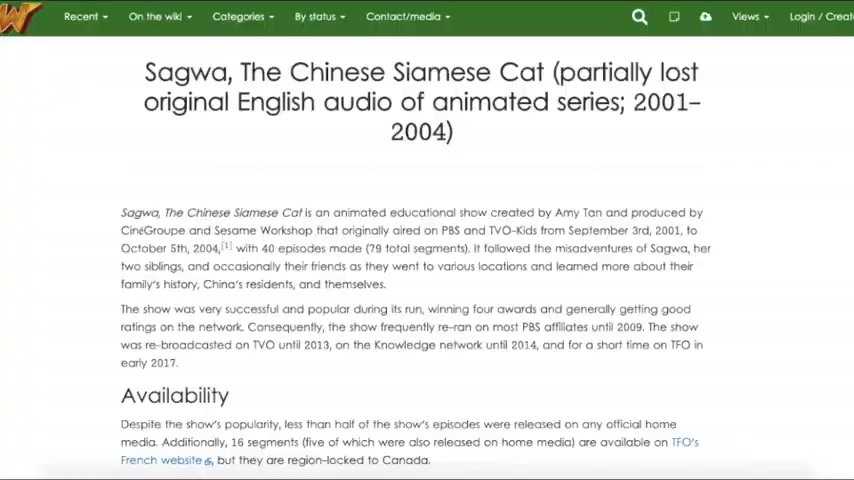 W
Recent
On the wiki
Categories
By status
Contact/media
Views
Login /
Sagwa, The Chinese Siamese Cat (partially lost
original English audio of animated series; 2001–
2004)
Sagwa, The Chinese Siamese Cat is an animated educational show created by Amy Tan and produced by
CinéGroupe and Sesame Workshop that originally aired on PBS and TVO-Kids from September 3rd, 2001, to
October 5th, 2004,[1] with 40 episodes made (79 total segments). It followed the misadventures of Sagwa, her
two siblings, and occasionally their friends as they went to various locations and learned more about their
family's history, China's residents, and themselves.
The show was very successful and popular during its run, winning four awards and generally getting good
ratings on the network. Consequently, the show frequently re-ran on most PBS affiliates until 2009. The show
was re-broadcasted on TVO until 2013, on the Knowledge network until 2014, and for a short time on TFO in
early 2017.
Availability
Despite the show's popularity, less than half of the show's episodes were released on any official home
media. Additionally, 16 segments (five of which were also released on home media) are available on TFO's
French website, but they are region-locked to Canada.